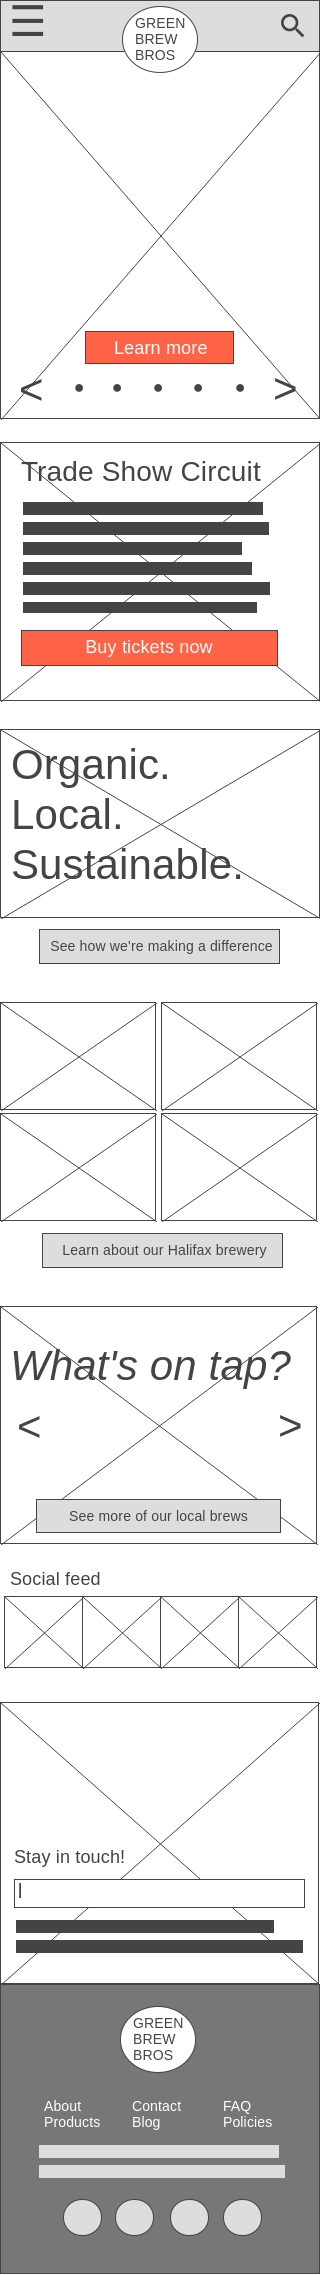 GREEN
BREW
BROS
Learn more
< • • • • • >
Trade Show Circuit
Buy tickets now
Organic.
Local.
Sustainable.
See how we're making a difference
Learn about our Halifax brewery
What's on tap?
< >
See more of our local brews
Social feed
Stay in touch!
GREEN
BREW
BROS
About Contact FAQ
Products Blog Policies